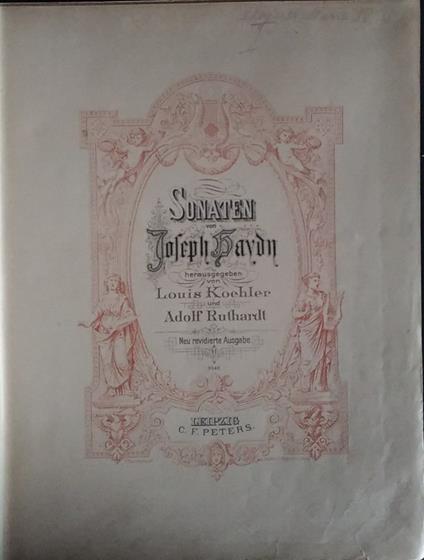 SONATEN
von
Joseph Haydn
herausgegeben
von
Louis Koehler
und
Adolf Ruthardt
Neu revidierte Ausgabe.
LEIPZIG
C. F. PETERS.